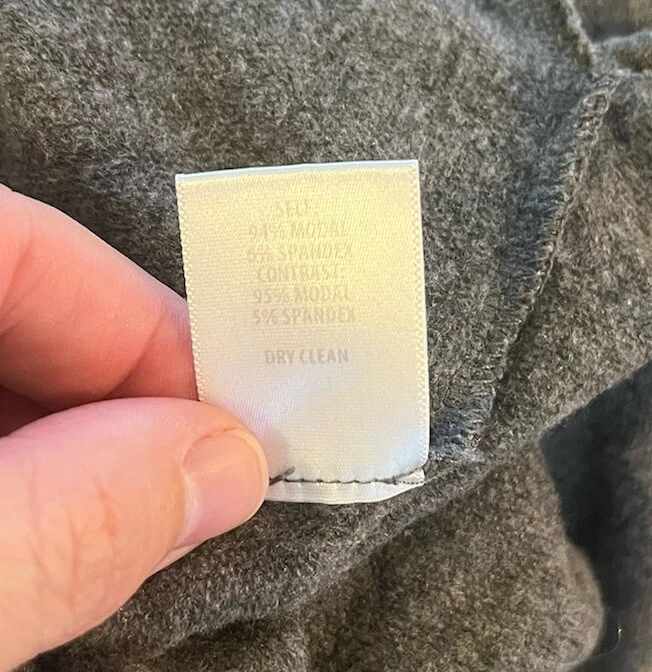 SELF:
94% MODAL
6% SPANDEX
CONTRAST:
95% MODAL
5% SPANDEX
DRY CLEAN